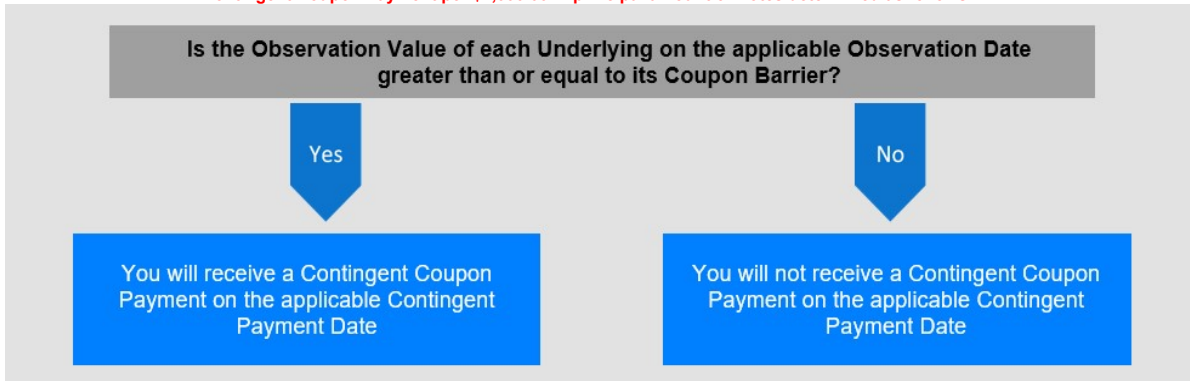 Is the Observation Value of each Underlying on the applicable Observation Date
greater than or equal to its Coupon Barrier?
Yes
No
You will receive a Contingent Coupon
Payment on the applicable Contingent
Payment Date
You will not receive a Contingent Coupon
Payment on the applicable Contingent
Payment Date